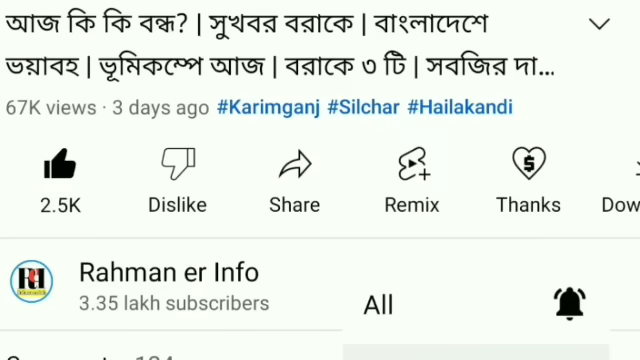 আজ কি কি বন্ধ? | সুখবর বরাকে | বাংলাদেশে
ভয়াবহ | ভূমিকম্পে আজ | বরাকে ৩ টি | সবজির দা...
67K views · 3 days ago #Karimganj #Silchar #Hailakandi
2.5K Dislike Share Remix Thanks Dow
Rahman er Info
3.35 lakh subscribers
All